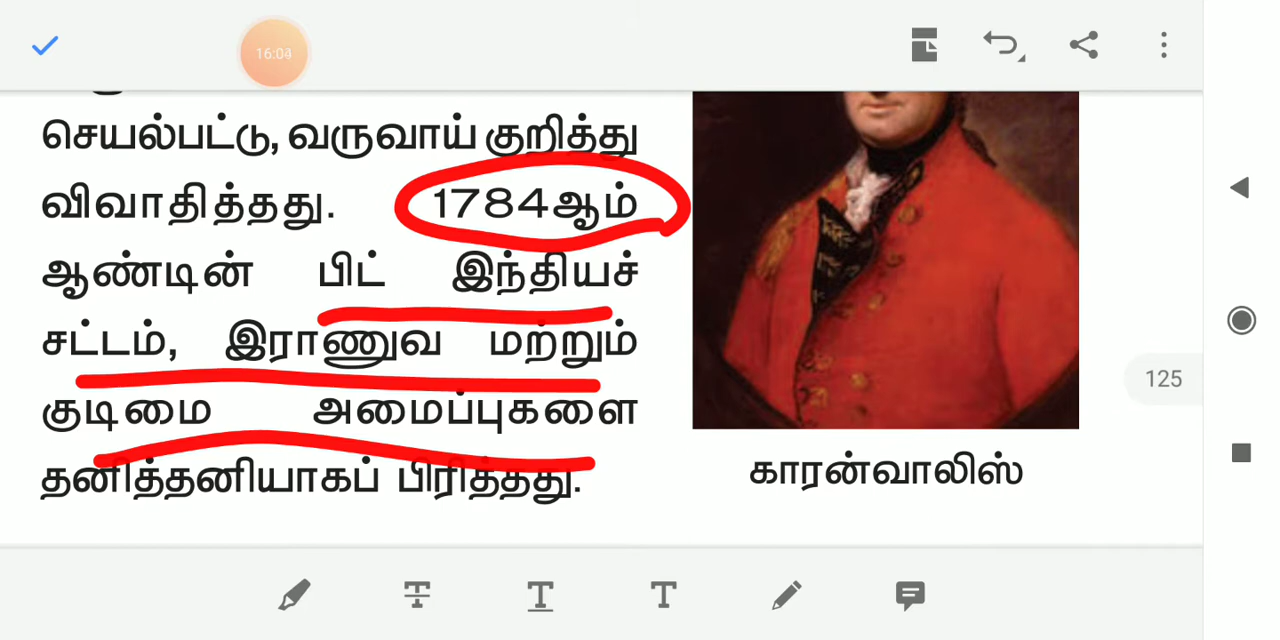 16:04
செயல்பட்டு, வருவாய் குறித்து
விவாதித்தது. 1784ஆம்
ஆண்டின் பிட் இந்தியச்
சட்டம், இராணுவ மற்றும்
குடிமை அமைப்புகளை
தனித்தனியாகப் பிரித்தது.
காரன்வாலிஸ்
125